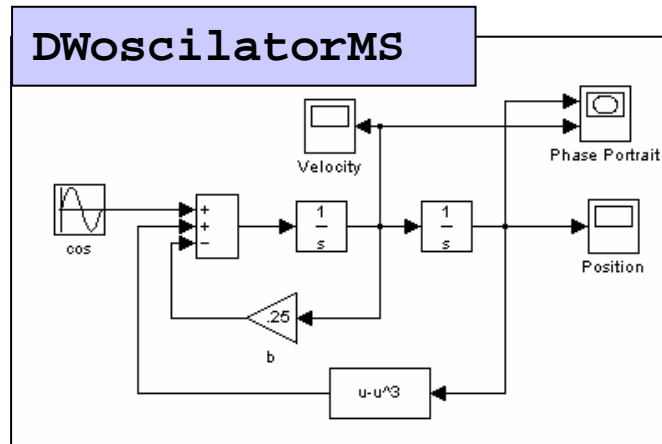 DWoscilatorMS
Velocity
Phase Portrait
cos
+
+
−
1
s
1
s
Position
.25
b
u-u^3